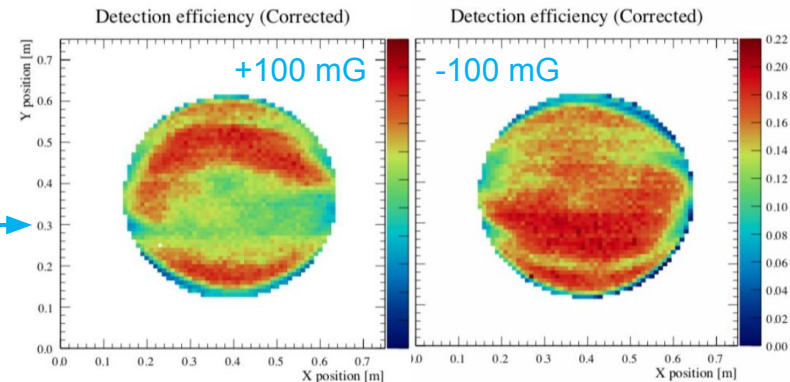 Detection efficiency (Corrected)
Y position [m]
+100 mG
0.7
0.6
0.5
0.4
0.3
0.2
0.1
0.0
0.0 0.1 0.2 0.3 0.4 0.5 0.6 0.7
X position [m]
Detection efficiency (Corrected)
-100 mG
0.22
0.20
0.18
0.16
0.14
0.12
0.10
0.08
0.06
0.04
0.02
0.00
0.0 0.1 0.2 0.3 0.4 0.5 0.6 0.7
X position [m]